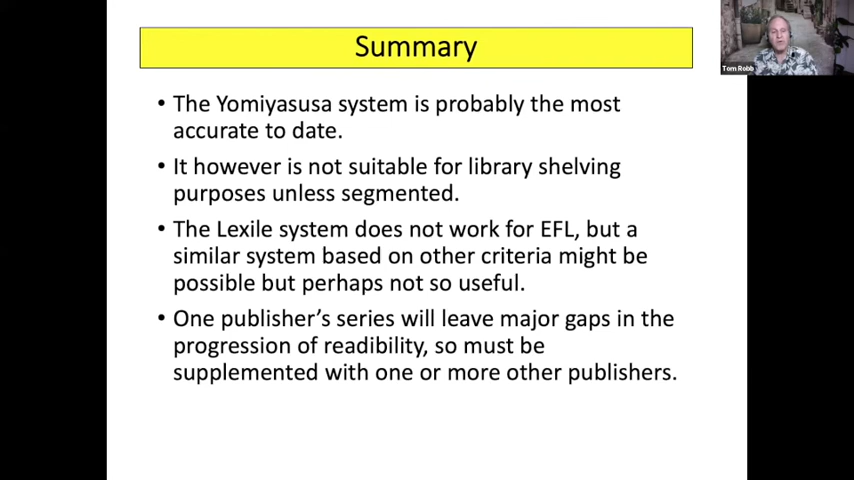 Summary
Tom Robb
• The Yomiyasusa system is probably the most
accurate to date.
• It however is not suitable for library shelving
purposes unless segmented.
• The Lexile system does not work for EFL, but a
similar system based on other criteria might be
possible but perhaps not so useful.
• One publisher’s series will leave major gaps in the
progression of readibility, so must be
supplemented with one or more other publishers.